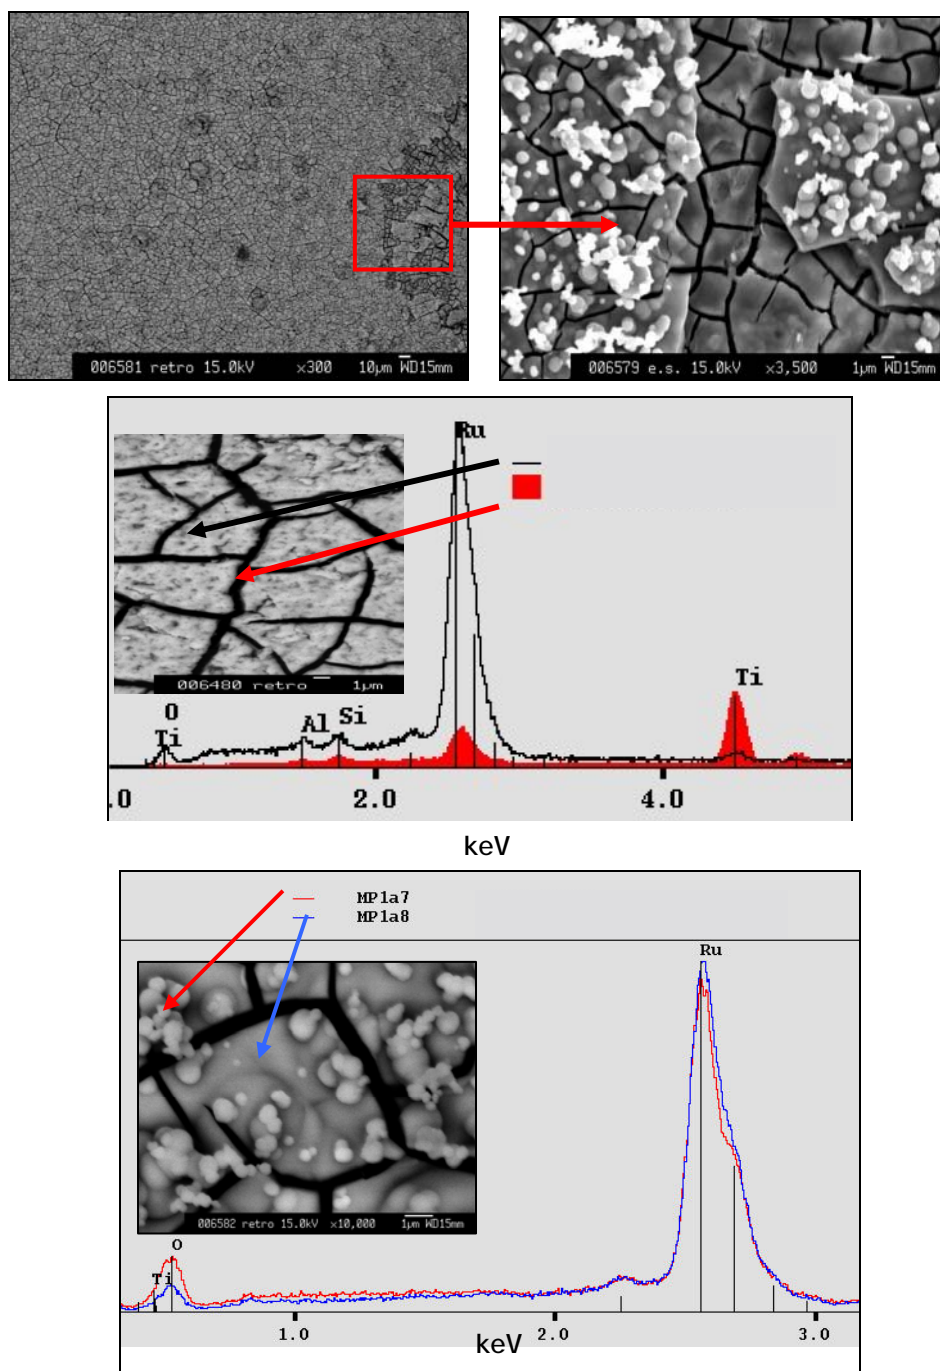 006581 retro 15.0kV ×300 10μm WD15mm
006579 e.s. 15.0kV ×3,500 1μm WD15mm
Ru
006480 retro 1μm
Ti
O
Ti
Al
Si
.0
2.0
4.0
keV
MP1a7
MP1a8
Ru
006582 retro 15.0kV ×10,000 1μm WD15mm
O
Ti
1.0
2.0
3.0
keV